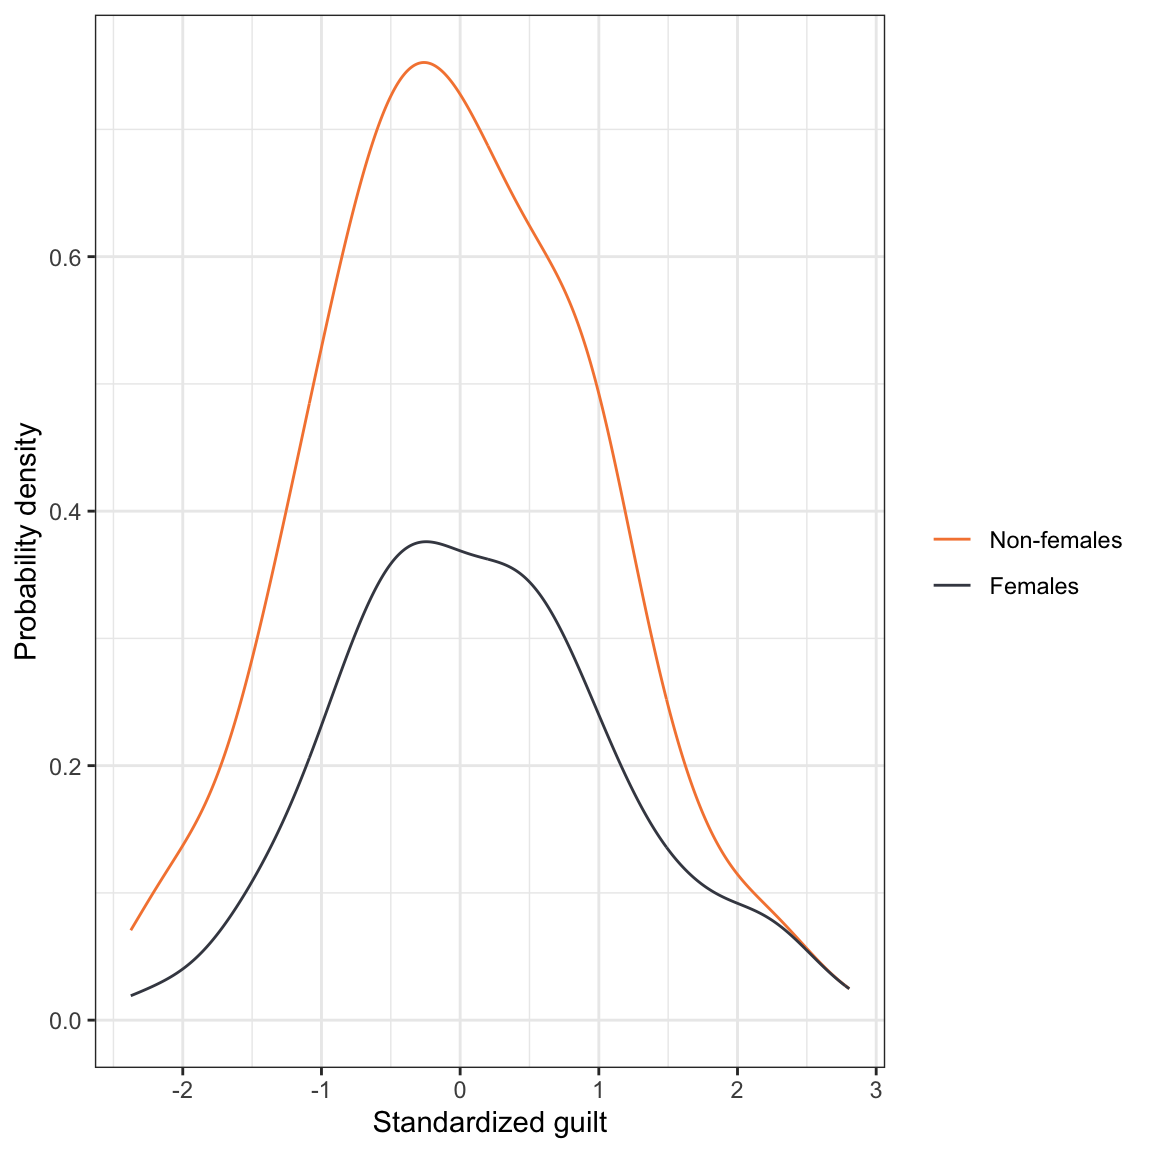 Probability density
0.6
0.4
0.2
0.0
-2 -1 0 1 2 3
Standardized guilt
Non-females
Females